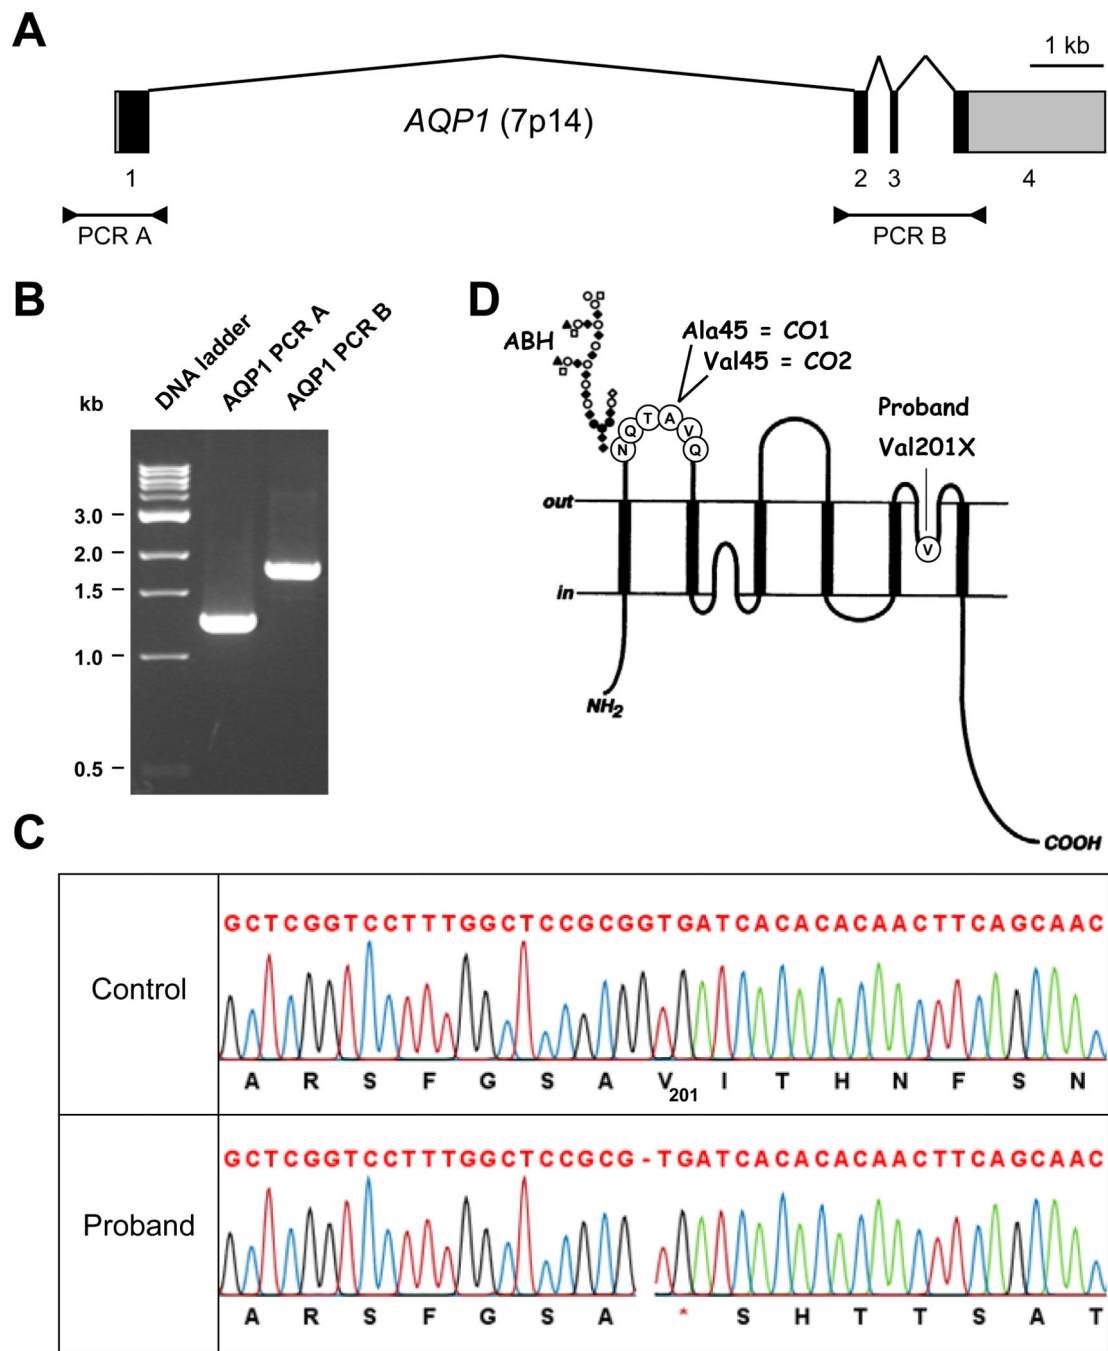 A
1 kb
AQP1 (7p14)
1
2
3
4
PCR A
PCR B
B
DNA ladder
AQP1 PCR A
AQP1 PCR B
kb
3.0
2.0
1.5
1.0
0.5
D
ABH
Ala45 = CO1
Val45 = CO2
N Q T A V Q
Proband
Val201X
V
out
in
NH2
COOH
C
Control
GCTCGGTCCTTTGGCTCCGCGGTGATCACACACAACTTCAGCAAC
A R S F G S A V201 I T H N F S N
Proband
GCTCGGTCCTTTGGCTCCGCG-TGATCACACACAACTTCAGCAAC
A R S F G S A * S H T T S A T